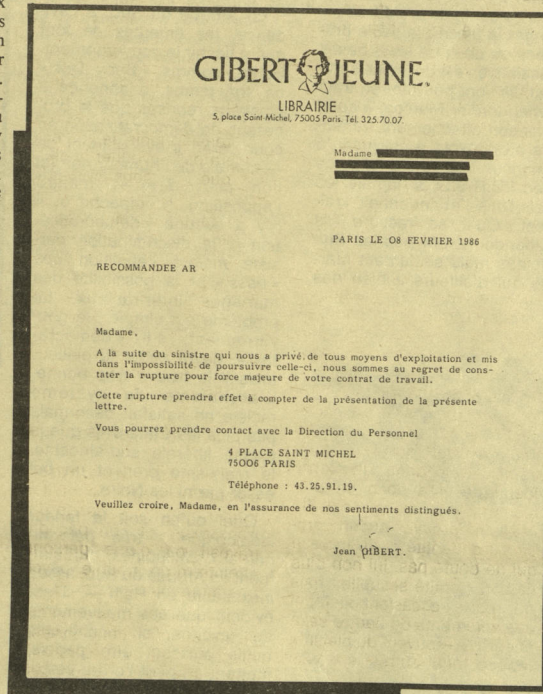 GIBERT JEUNE.
LIBRAIRIE
5, place Saint-Michel, 75005 Paris. Tél. 325.70.07.
Madame
PARIS LE 08 FEVRIER 1986
RECOMMANDEE AR
Madame,
A la suite du sinistre qui nous a privé.de tous moyens d'exploitation et mis
dans l'impossibilité de poursuivre celle-ci, nous sommes au regret de cons-
tater la rupture pour force majeure de votre contrat de travail.
Cette rupture prendra effet à compter de la présentation de la présente
lettre.
Vous pourrez prendre contact avec la Direction du Personnel
4 PLACE SAINT MICHEL
75006 PARIS
Téléphone : 43.25.91.19.
Veuillez croire, Madame, en l'assurance de nos sentiments distingués.
Jean GIBERT.